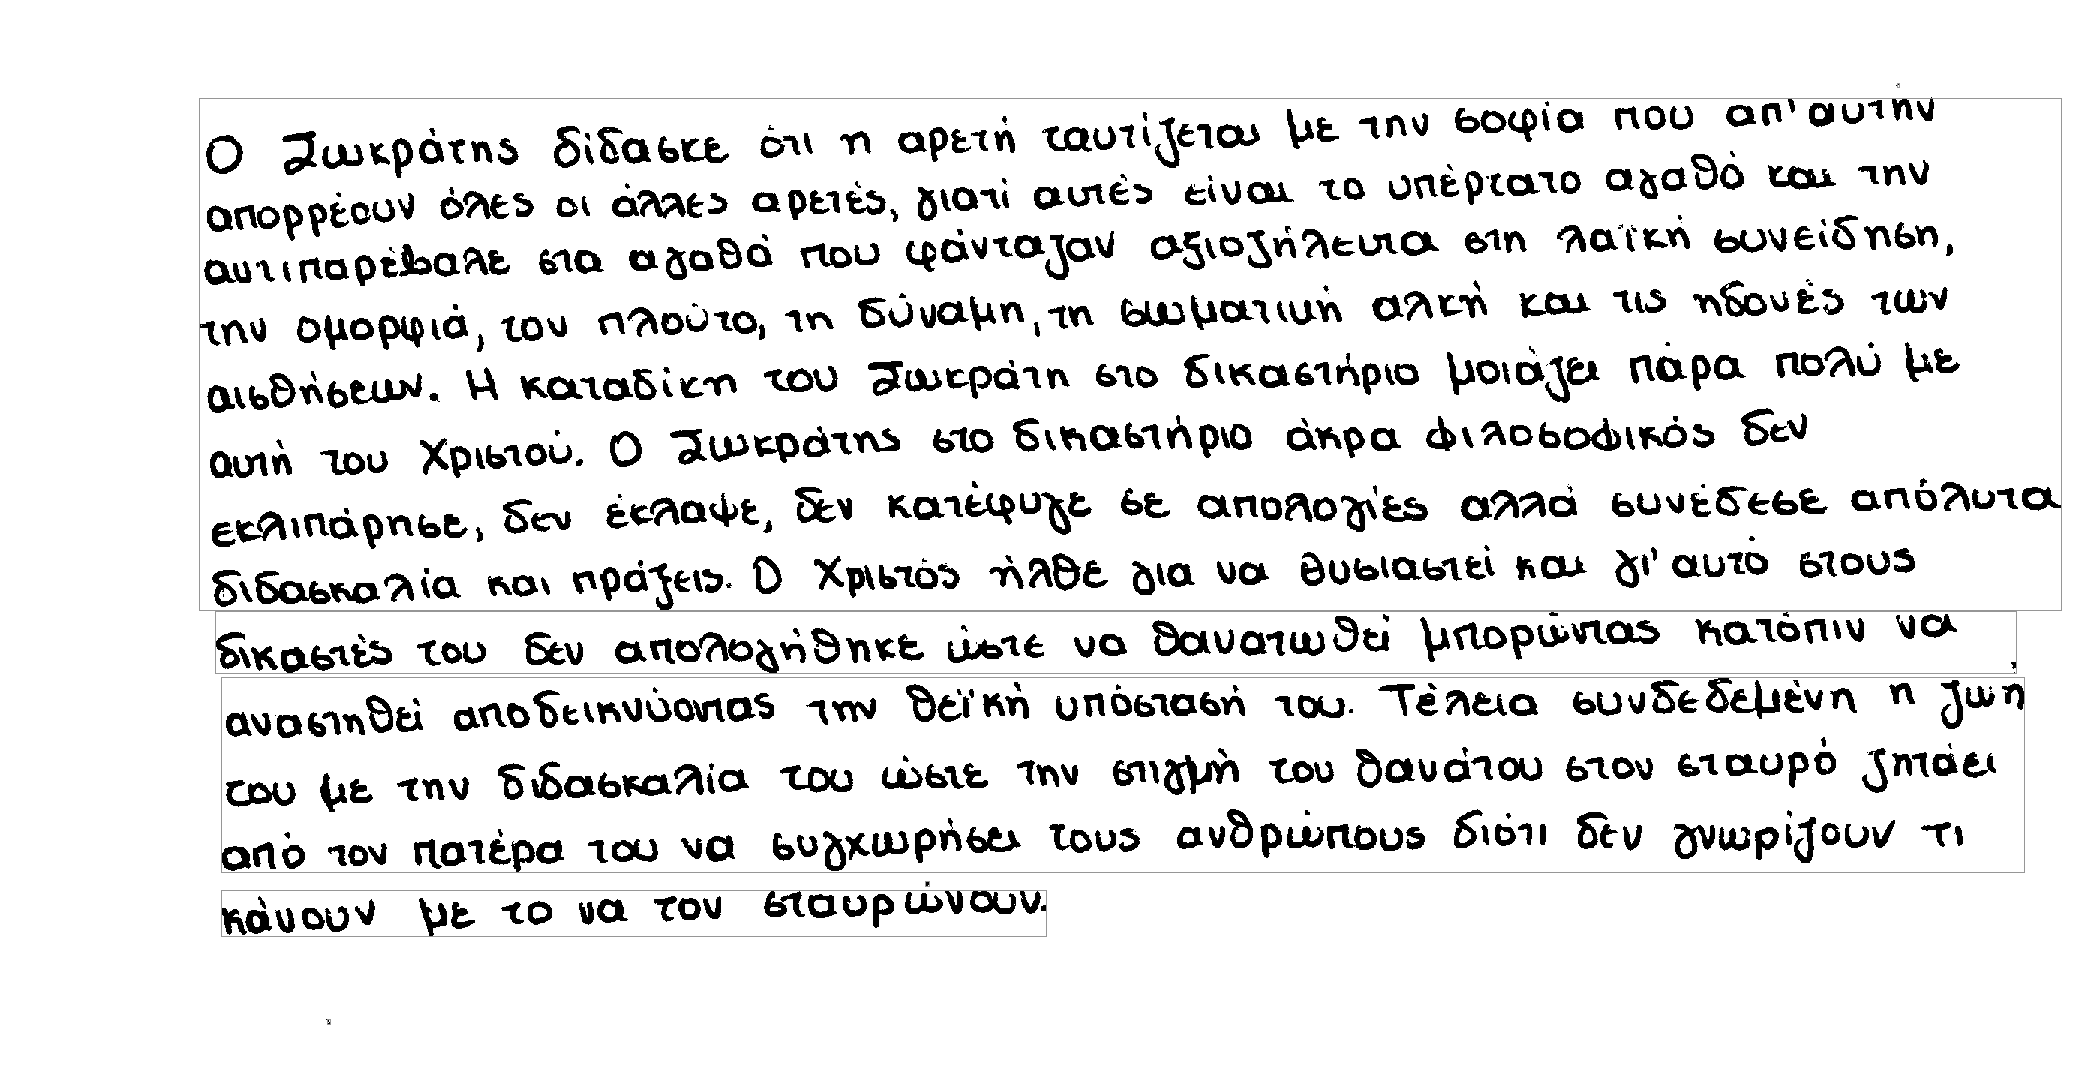 Ο Σωκράτης δίδασκε ότι η αρετή ταυτίζεται με την σοφία που απ' αυτήν
απορρέουν όλες οι άλλες αρετές, γιατί αυτές είναι το υπέρτατο αγαθό και την
αντιπαρέβαλε στα αγαθά που φάνταζαν αξιοζήλευτα στη λαϊκή συνείδηση,
την ομορφιά, τον πλούτο, τη δύναμη, τη σωματική αλκή και τις ηδονές των
αισθήσεων. Η καταδίκη του Σωκράτη στο δικαστήριο μοιάζει πάρα πολύ με
αυτή του Χριστού. Ο Σωκράτης στο δικαστήριο άκρα φιλοσοφικός δεν
εκλιπάρησε, δεν έκλαψε, δεν κατέφυγε σε απολογίες αλλά συνέδεσε απόλυτα
διδασκαλία και πράξεις. Ο Χριστός ήλθε για να θυσιαστεί και γι' αυτό στους
δικαστές του δεν απολογήθηκε ώστε να θανατωθεί μπορώντας κατόπιν να
αναστηθεί αποδεικνύοντας την θεϊκή υπόστασή του. Τέλεια συνδεδεμένη η ζωή
του με την διδασκαλία του ώστε την στιγμή του θανάτου στον σταυρό ζητάει
από τον πατέρα του να συγχωρήσει τους ανθρώπους διότι δεν γνωρίζουν τι
κάνουν με το να τον σταυρώνουν.